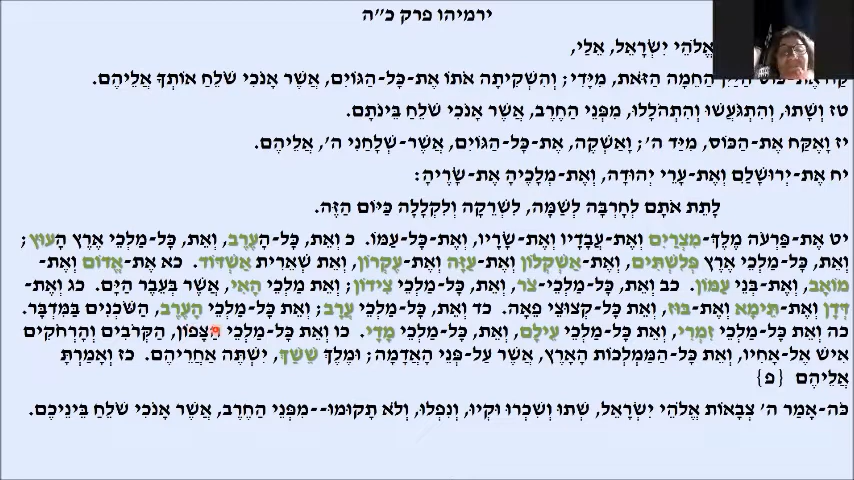 ירמיהו פרק כ"ה
אֱלֹהֵי יִשְׂרָאֵל, אֵלַי,
הַחֵמָה הַזֹּאת, מִיָּדִי; וְהִשְׁקִיתָה אֹתוֹ אֶת-כָּל-הַגּוֹיִם, אֲשֶׁר אָנֹכִי שֹׁלֵחַ אוֹתְךָ אֲלֵיהֶם.
טז וְשָׁתוּ, וְהִתְגֹּעֲשׁוּ וְהִתְהֹלָלוּ, מִפְּנֵי הַחֶרֶב, אֲשֶׁר אָנֹכִי שֹׁלֵחַ בֵּינֹתָם.
יז וָאֶקַּח אֶת-הַכּוֹס, מִיַּד ה'; וָאַשְׁקֶה, אֶת-כָּל-הַגּוֹיִם, אֲשֶׁר-שְׁלָחַנִי ה', אֲלֵיהֶם.
יח אֶת-יְרוּשָׁלִַם וְאֶת-עָרֵי יְהוּדָה, וְאֶת-מְלָכֶיהָ אֶת-שָׂרֶיהָ:
לָתֵת אֹתָם לְחָרְבָּה לְשַׁמָּה, לִשְׁרֵקָה וְלִקְלָלָה כַּיּוֹם הַזֶּה.
יט אֶת-פַּרְעֹה מֶלֶךְ-מִצְרַיִם וְאֶת-עֲבָדָיו וְאֶת-שָׂרָיו, וְאֶת-כָּל-עַמּוֹ. כ וְאֵת, כָּל-הָעֶרֶב, וְאֵת, כָּל-מַלְכֵי אֶרֶץ הָעוּץ;
וְאֵת, כָּל-מַלְכֵי אֶרֶץ פְּלִשְׁתִּים, וְאֶת-אַשְׁקְלוֹן וְאֶת-עַזָּה וְאֶת-עֶקְרוֹן, וְאֵת שְׁאֵרִית אַשְׁדּוֹד. כא אֶת-אֱדוֹם וְאֶת-
מוֹאָב, וְאֶת-בְּנֵי עַמּוֹן. כב וְאֵת, כָּל-מַלְכֵי-צֹר, וְאֵת, כָּל-מַלְכֵי צִידוֹן; וְאֵת מַלְכֵי הָאִי, אֲשֶׁר בְּעֵבֶר הַיָּם. כג וְאֶת-
דְּדָן וְאֶת-תֵּימָא וְאֶת-בּוּז, וְאֵת כָּל-קְצוּצֵי פֵאָה. כד וְאֵת, כָּל-מַלְכֵי עֲרָב; וְאֵת כָּל-מַלְכֵי הָעֶרֶב, הַשֹּׁכְנִים בַּמִּדְבָּר.
כה וְאֵת כָּל-מַלְכֵי זִמְרִי, וְאֵת כָּל-מַלְכֵי עֵילָם, וְאֵת, כָּל-מַלְכֵי מָדָי. כו וְאֵת כָּל-מַלְכֵי הַצָּפוֹן, הַקְּרֹבִים וְהָרְחֹקִים
אִישׁ אֶל-אָחִיו, וְאֵת כָּל-הַמַּמְלְכוֹת הָאָרֶץ, אֲשֶׁר עַל-פְּנֵי הָאֲדָמָה; וּמֶלֶךְ שֵׁשַׁךְ, יִשְׁתֶּה אַחֲרֵיהֶם. כז וְאָמַרְתָּ
אֲלֵיהֶם {פ}
כֹּה-אָמַר ה' צְבָאוֹת אֱלֹהֵי יִשְׂרָאֵל, שְׁתוּ וְשִׁכְרוּ וּקְיוּ, וְנִפְלוּ, וְלֹא תָקוּמוּ--מִפְּנֵי הַחֶרֶב, אֲשֶׁר אָנֹכִי שֹׁלֵחַ בֵּינֵיכֶם.